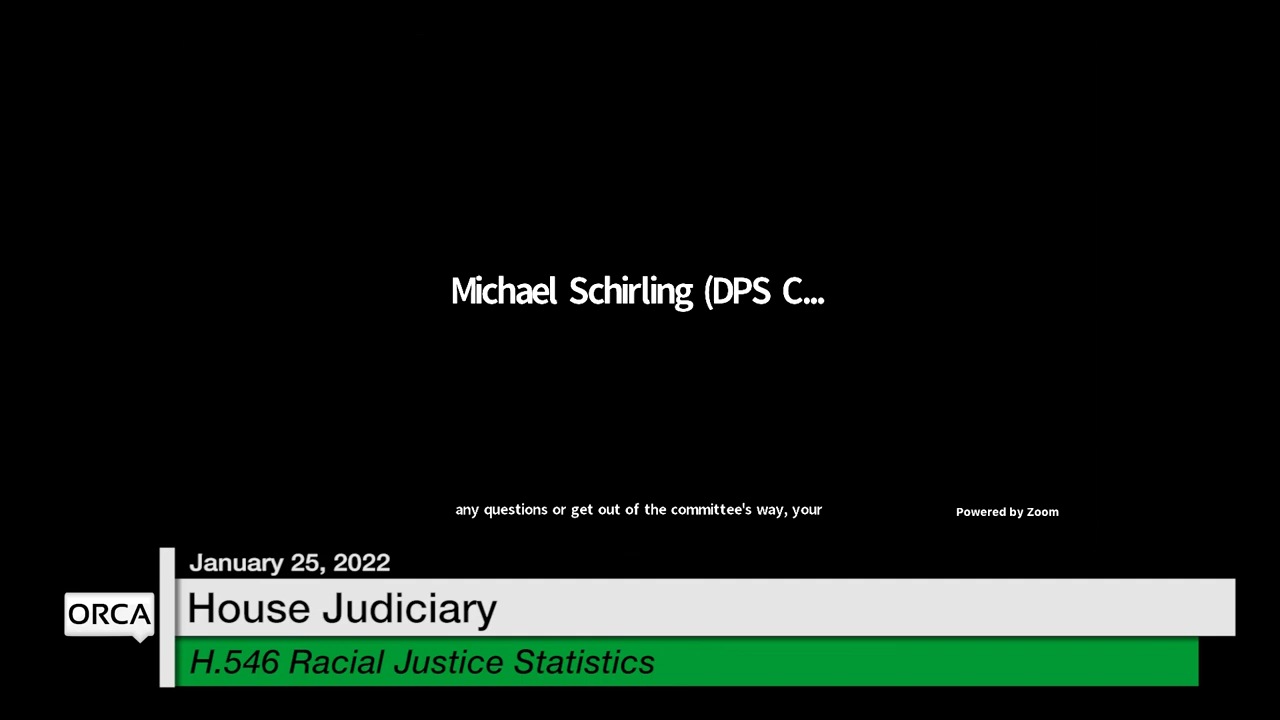 Michael Schirling (DPS C...
any questions or get out of the committee's way, your
Powered by Zoom
January 25, 2022
House Judiciary
ORCA
H.546 Racial Justice Statistics